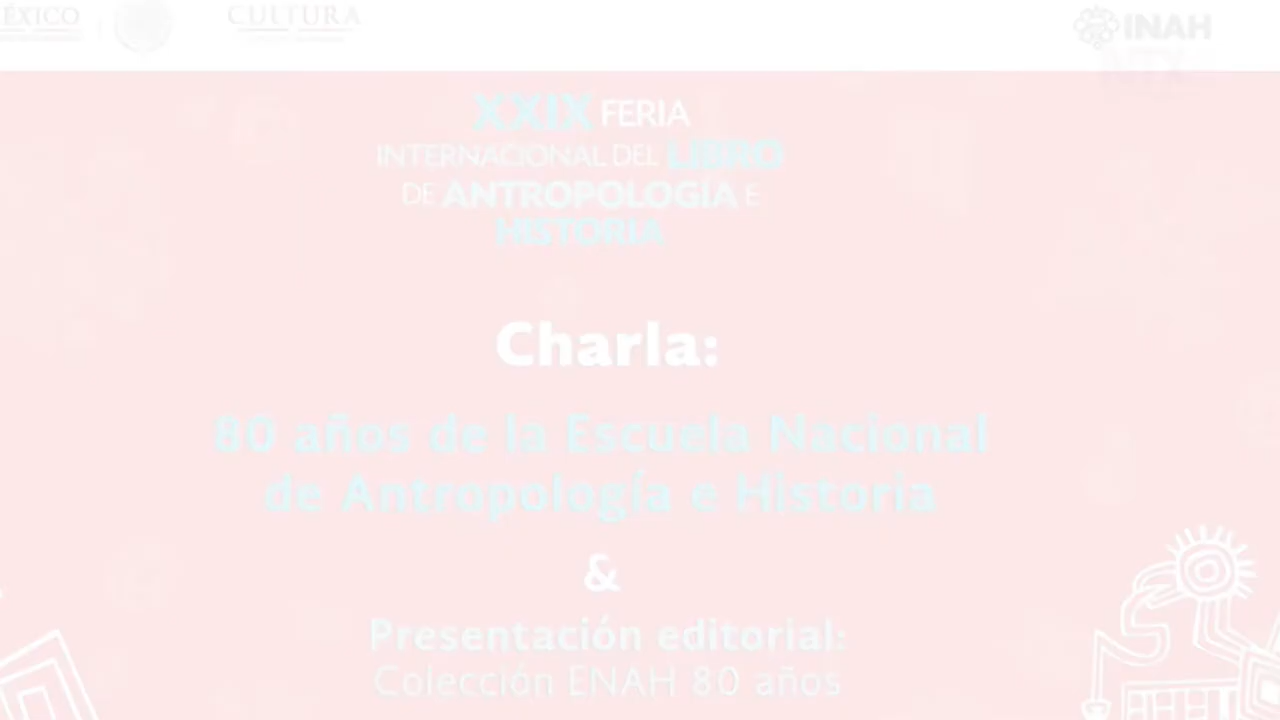 MÉXICO
CULTURA
INAH
XXIX FERIA
INTERNACIONAL DEL LIBRO
DE ANTROPOLOGÍA E
HISTORIA
Charla:
80 años de la Escuela Nacional
de Antropología e Historia
&
Presentación editorial:
Colección ENAH 80 años